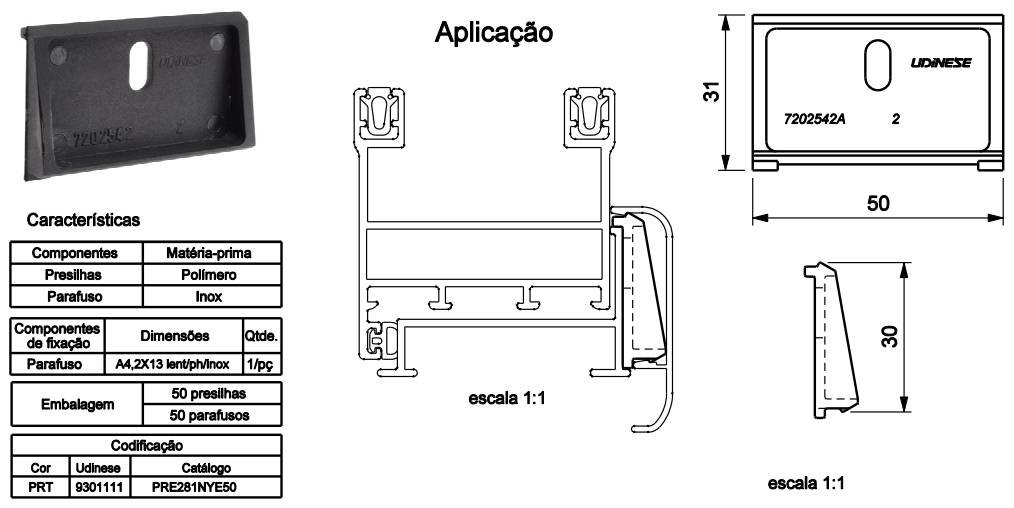 UDINESE
7202542
2
Aplicação
31
UDINESE
7202542A 2
50
Características
Componentes Matéria-prima
Presilhas Polímero
Parafuso Inox
Componentes de fixação Dimensões Qtde.
Parafuso A4,2X13 lent/ph/inox 1/pç
Embalagem 50 presilhas
50 parafusos
Codificação
Cor Udinese Catálogo
PRT 9301111 PRE281NYE50
escala 1:1
30
escala 1:1